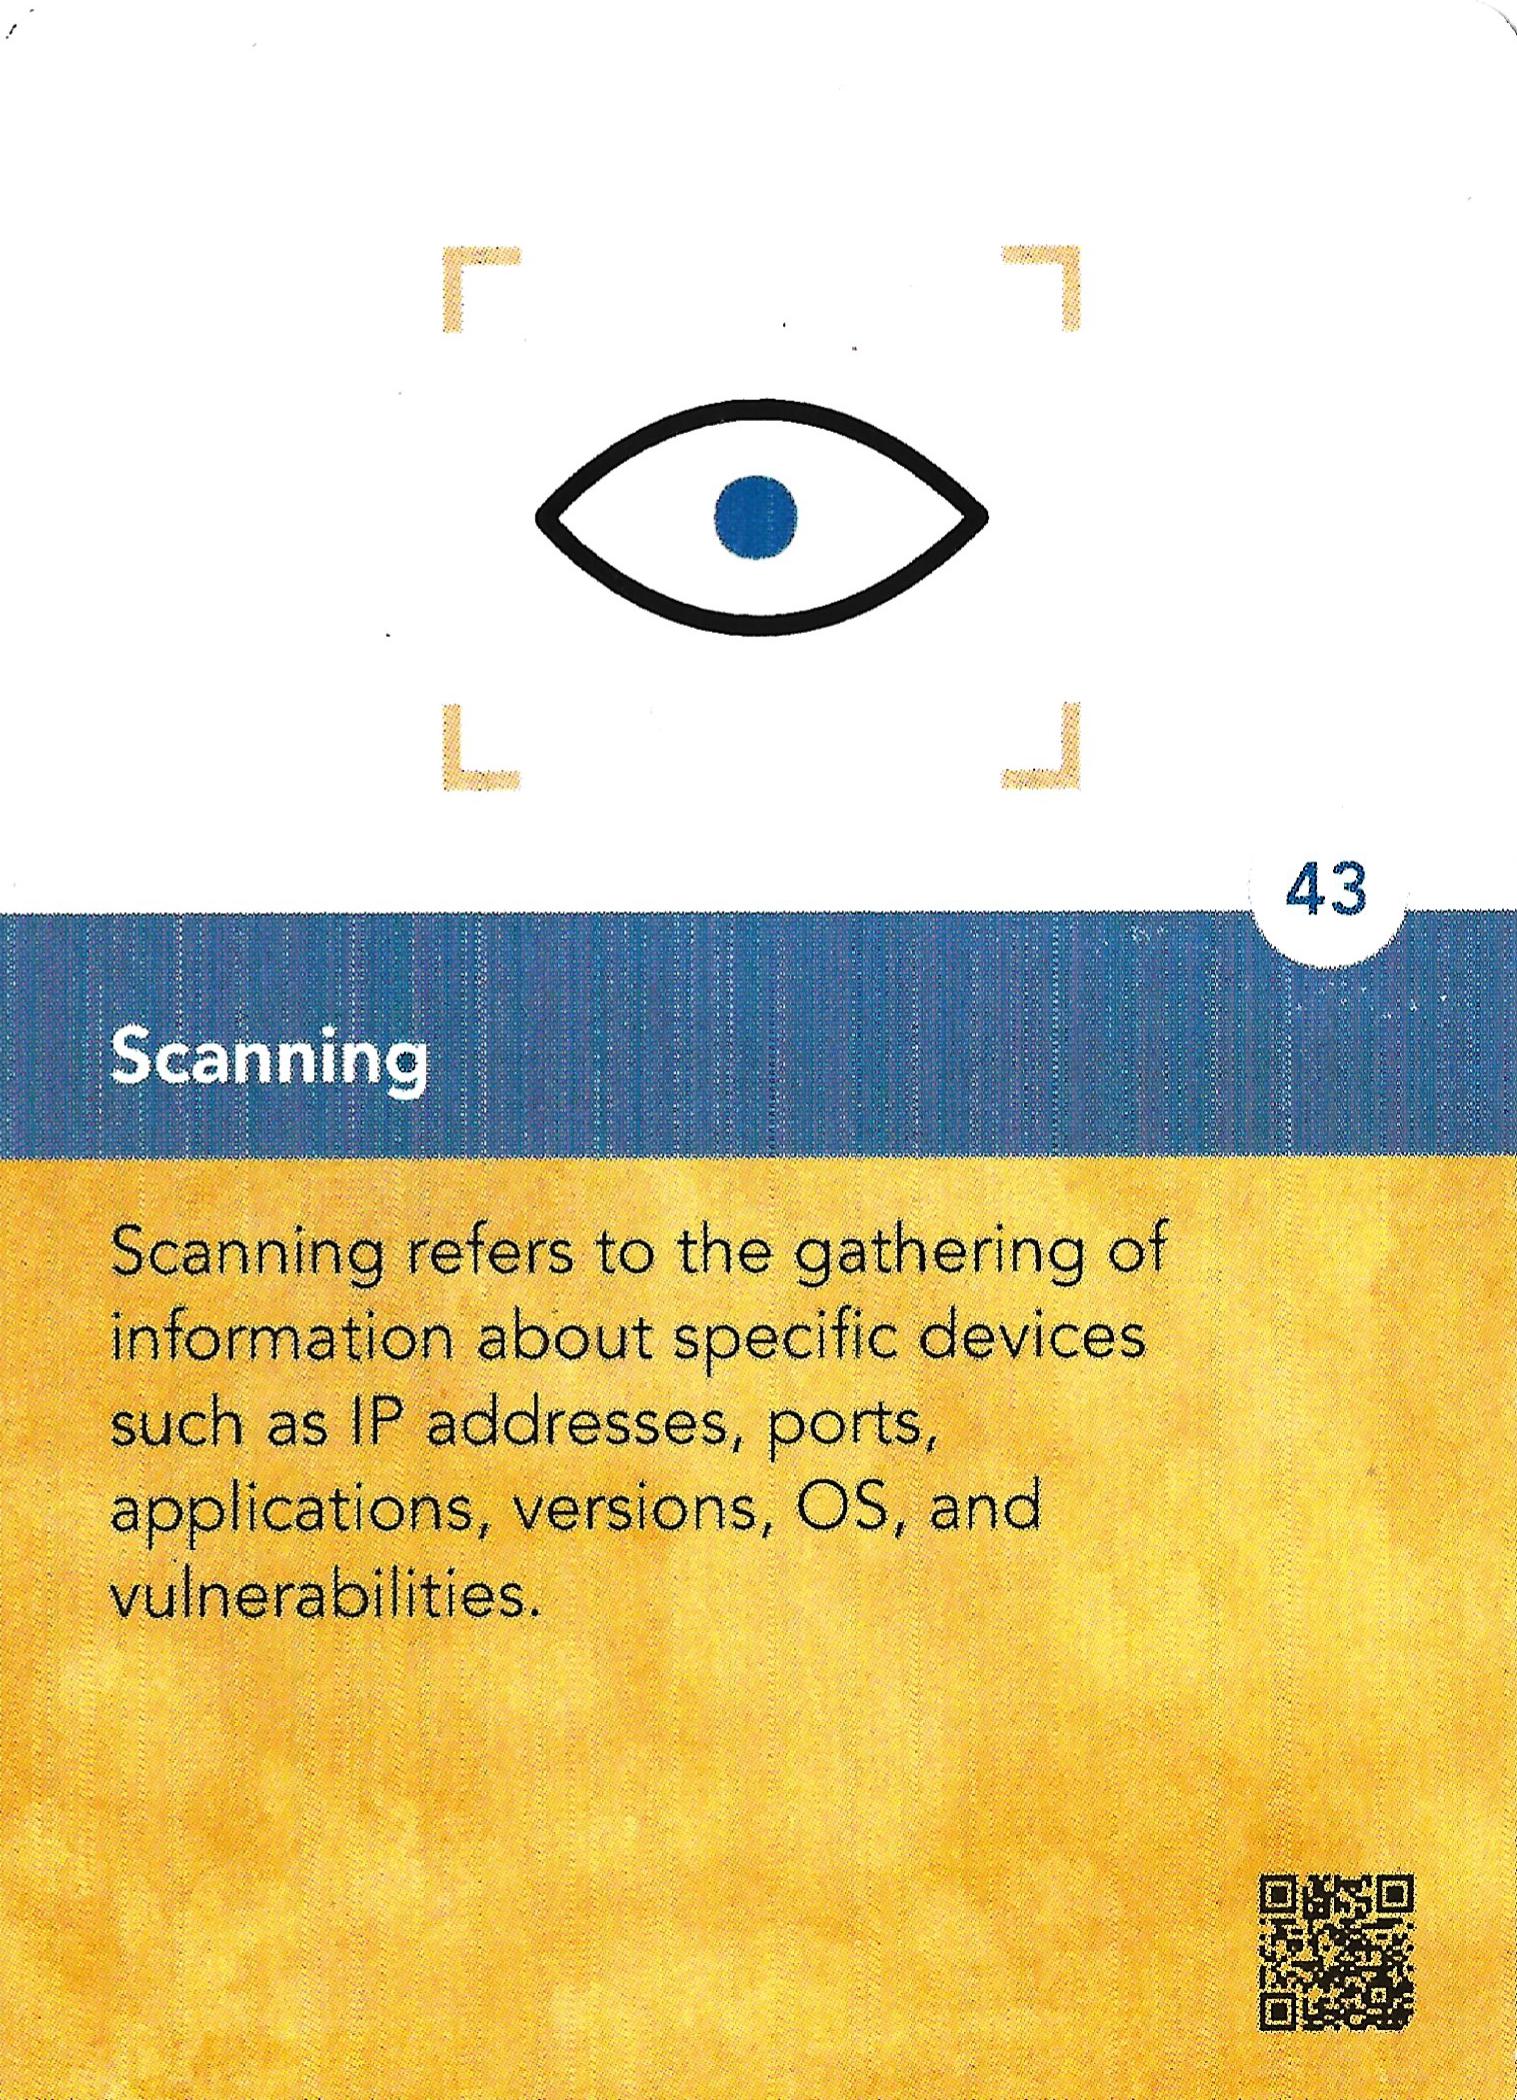 43
Scanning
Scanning refers to the gathering of
information about specific devices
such as IP addresses, ports,
applications, versions, OS, and
vulnerabilities.